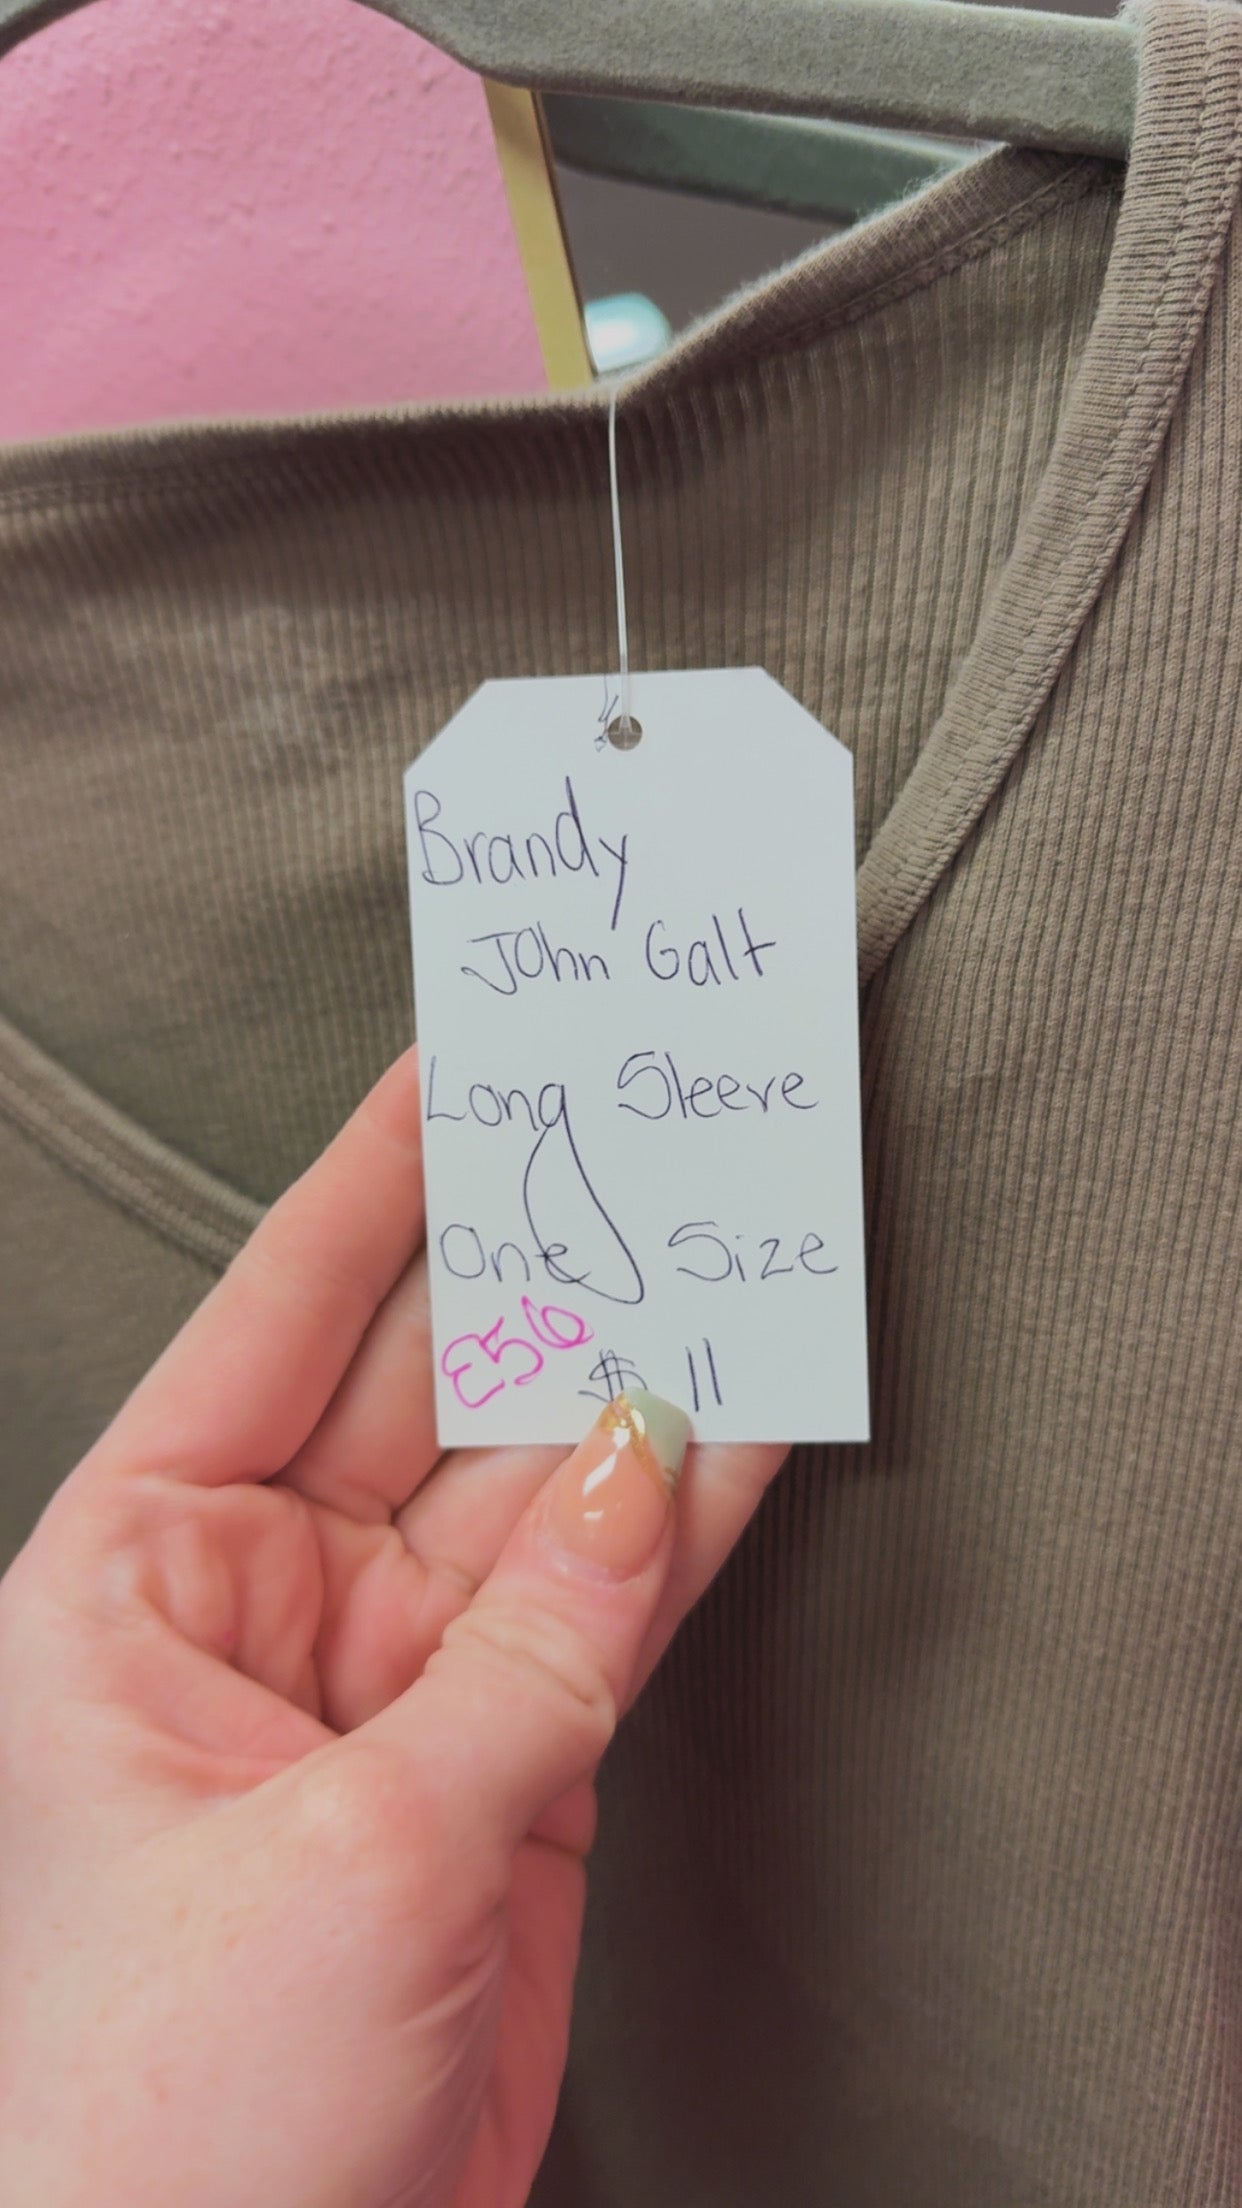 Brandy
John Galt
Long Sleeve
One Size
E56
$ 11